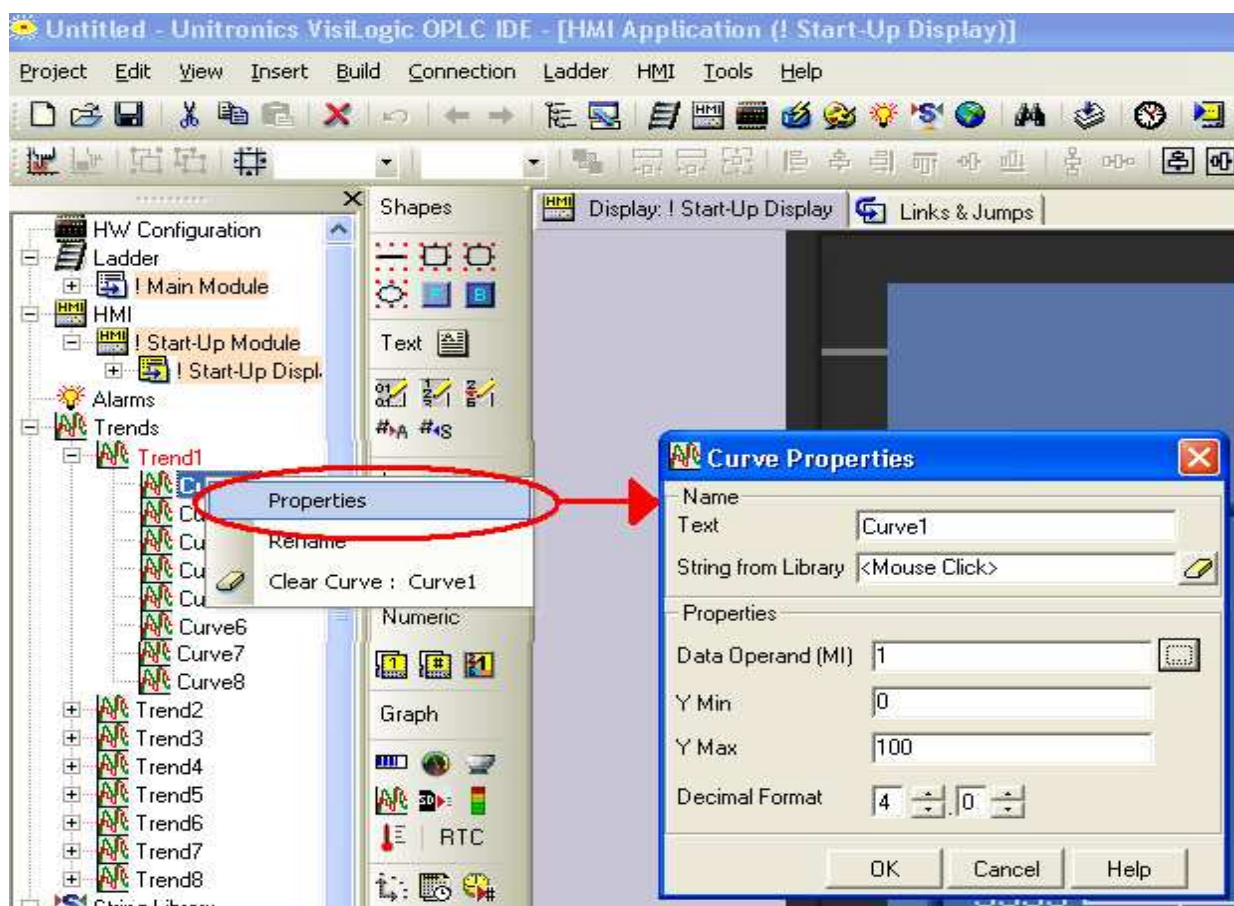 Untitled - Unitronics VisiLogic OPLC IDE - [HMI Application (! Start-Up Display)]
Project Edit View Insert Build Connection Ladder HMI Tools Help
HW Configuration
Ladder
! Main Module
HMI
! Start-Up Module
! Start-Up Displ
Alarms
Trends
Trend1
Curve6
Curve7
Curve8
Trend2
Trend3
Trend4
Trend5
Trend6
Trend7
Trend8
String Library
Properties
Rename
Clear Curve : Curve1
Shapes
Text
Numeric
Graph
RTC
Display: ! Start-Up Display
Links & Jumps
Curve Properties
Name
Text Curve1
String from Library <Mouse Click>
Properties
Data Operand (MI) 1
Y Min 0
Y Max 100
Decimal Format 4 . 0
OK Cancel Help